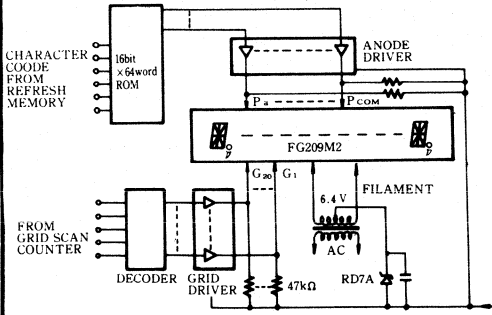 CHARACTER
COODE
FROM
REFRESH
MEMORY
16bit
×64word
ROM
ANODE
DRIVER
Pa
PCOM
FG209M2
G20
G1
6.4V
FILAMENT
AC
FROM
GRID SCAN
COUNTER
DECODER
GRID
DRIVER
47kΩ
RD7A